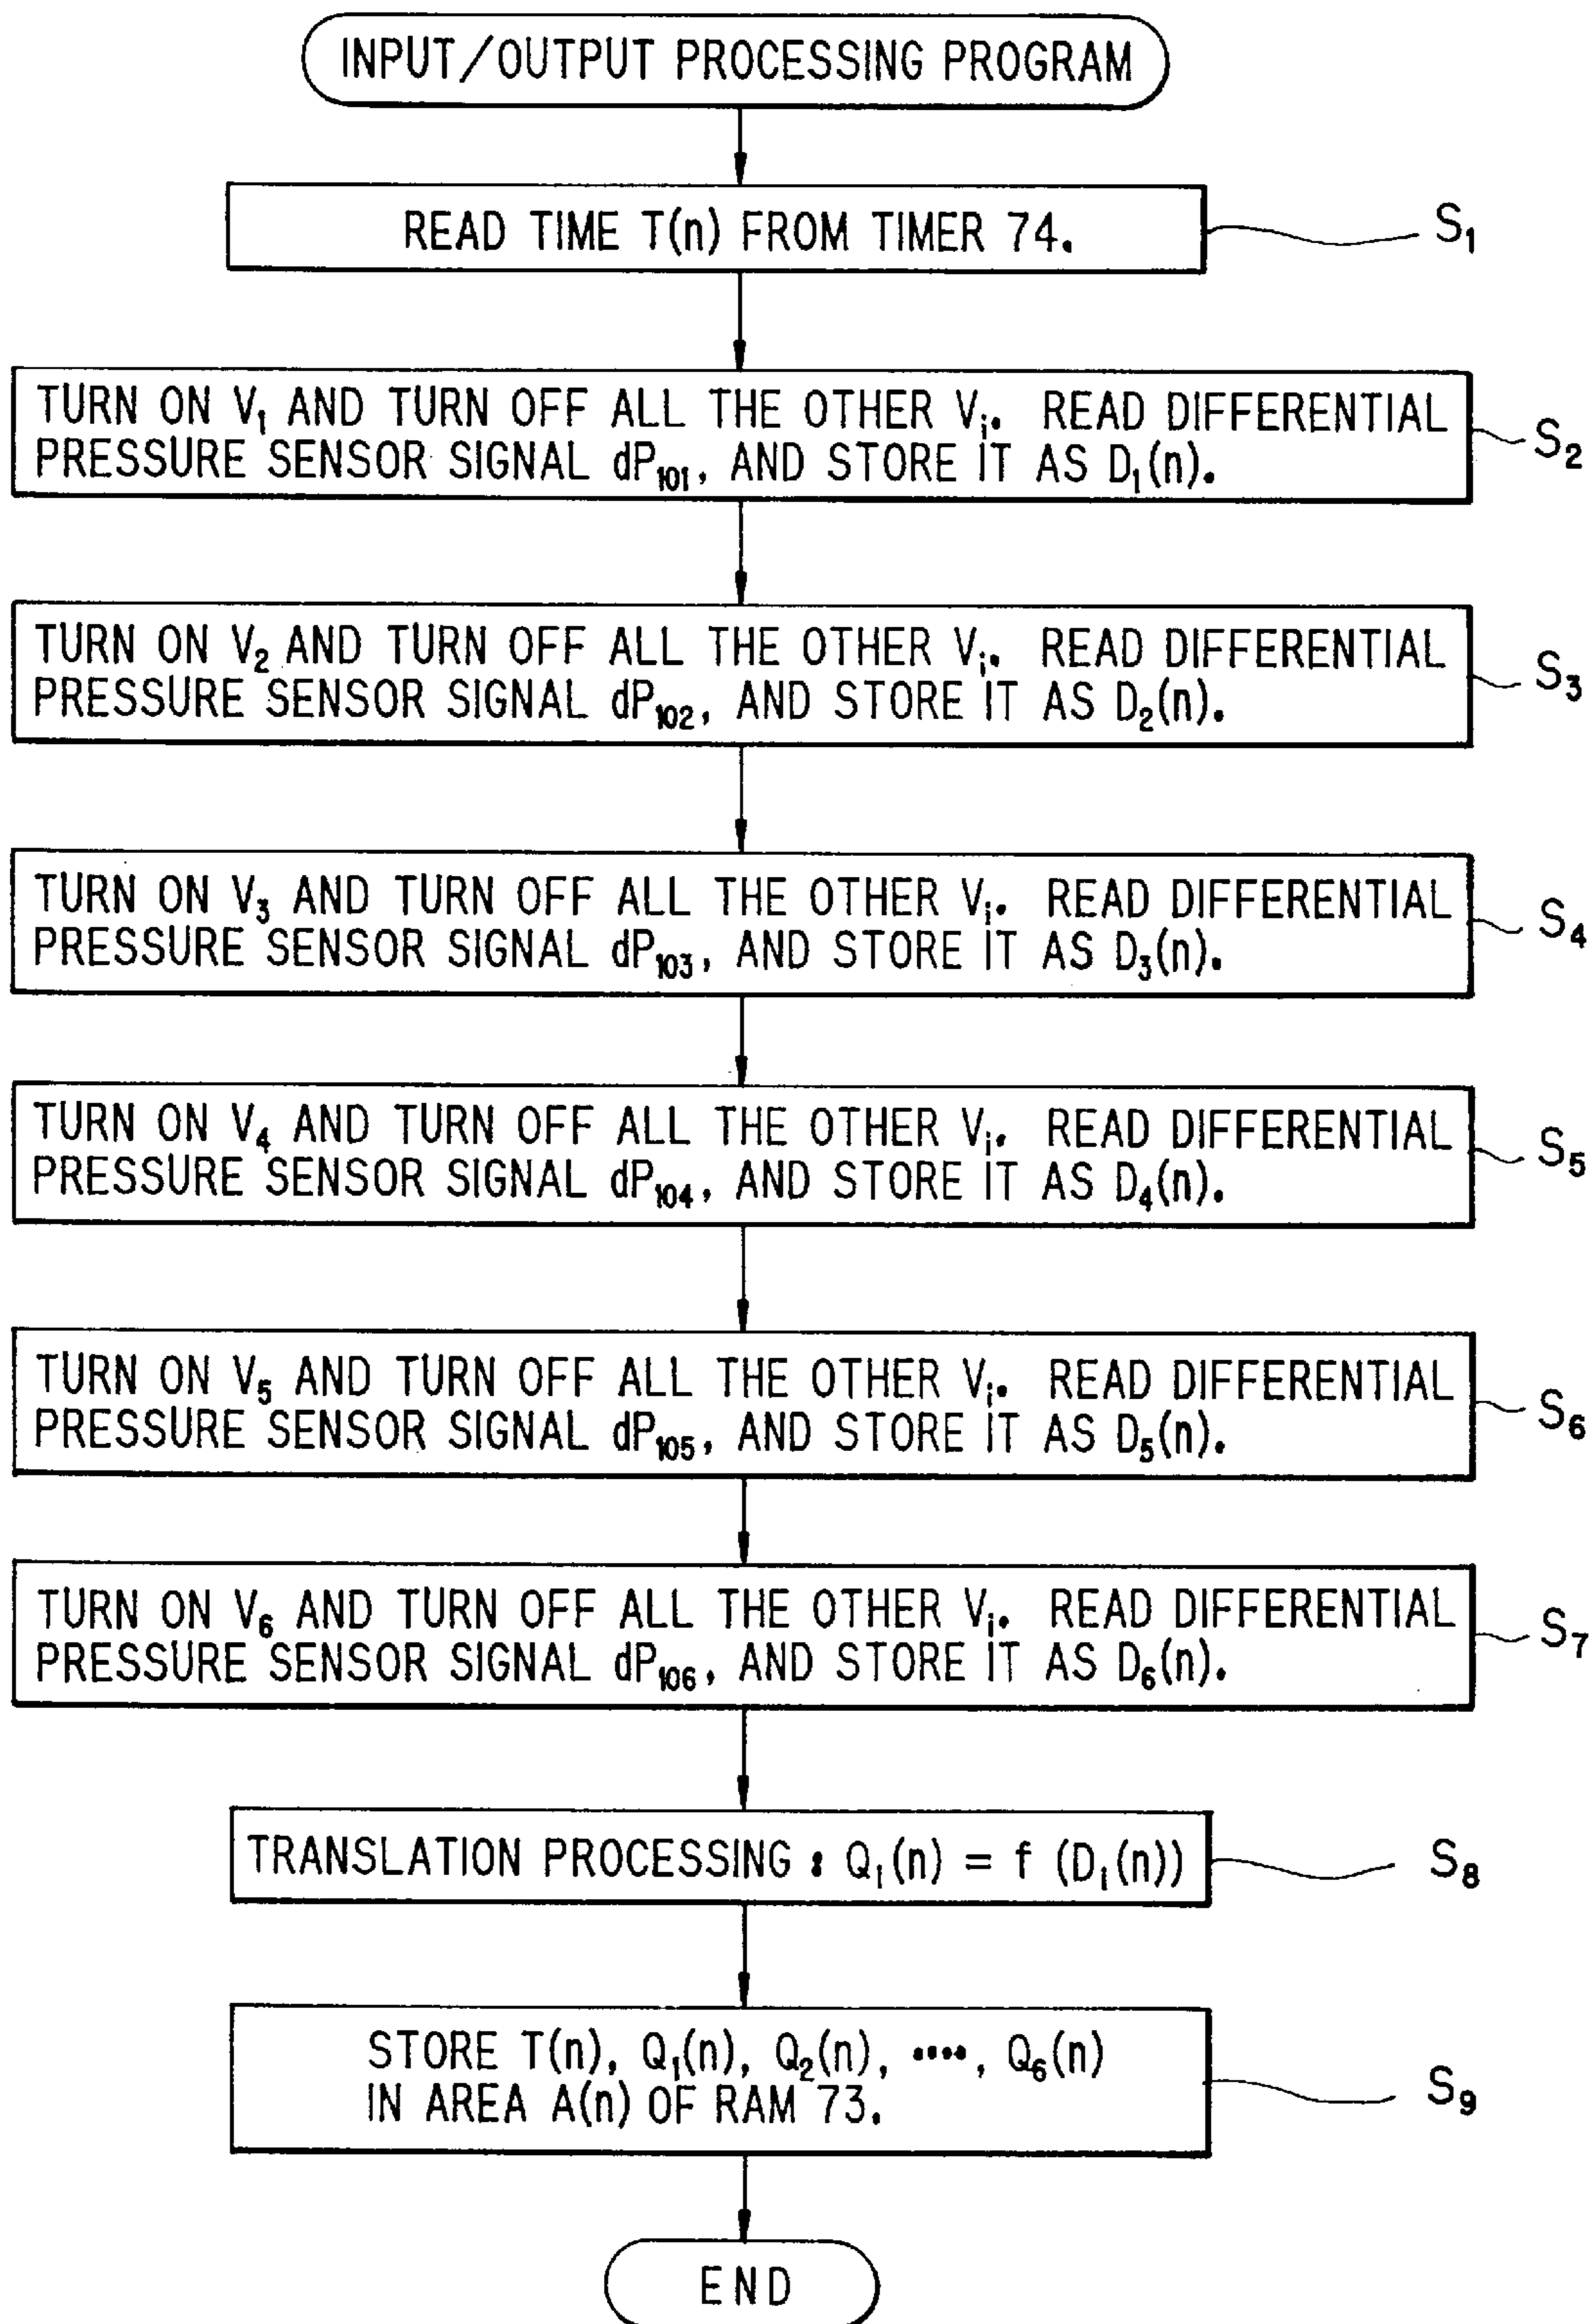 INPUT/OUTPUT PROCESSING PROGRAM
READ TIME T(n) FROM TIMER 74.
S₁
TURN ON V₁ AND TURN OFF ALL THE OTHER Vᵢ. READ DIFFERENTIAL
PRESSURE SENSOR SIGNAL dP₁₀₁, AND STORE IT AS D₁(n).
S₂
TURN ON V₂ AND TURN OFF ALL THE OTHER Vᵢ. READ DIFFERENTIAL
PRESSURE SENSOR SIGNAL dP₁₀₂, AND STORE IT AS D₂(n).
S₃
TURN ON V₃ AND TURN OFF ALL THE OTHER Vᵢ. READ DIFFERENTIAL
PRESSURE SENSOR SIGNAL dP₁₀₃, AND STORE IT AS D₃(n).
S₄
TURN ON V₄ AND TURN OFF ALL THE OTHER Vᵢ. READ DIFFERENTIAL
PRESSURE SENSOR SIGNAL dP₁₀₄, AND STORE IT AS D₄(n).
S₅
TURN ON V₅ AND TURN OFF ALL THE OTHER Vᵢ. READ DIFFERENTIAL
PRESSURE SENSOR SIGNAL dP₁₀₅, AND STORE IT AS D₅(n).
S₆
TURN ON V₆ AND TURN OFF ALL THE OTHER Vᵢ. READ DIFFERENTIAL
PRESSURE SENSOR SIGNAL dP₁₀₆, AND STORE IT AS D₆(n).
S₇
TRANSLATION PROCESSING : Qᵢ(n) = f (Dᵢ(n))
S₈
STORE T(n), Q₁(n), Q₂(n), ····, Q₆(n)
IN AREA A(n) OF RAM 73.
S₉
END